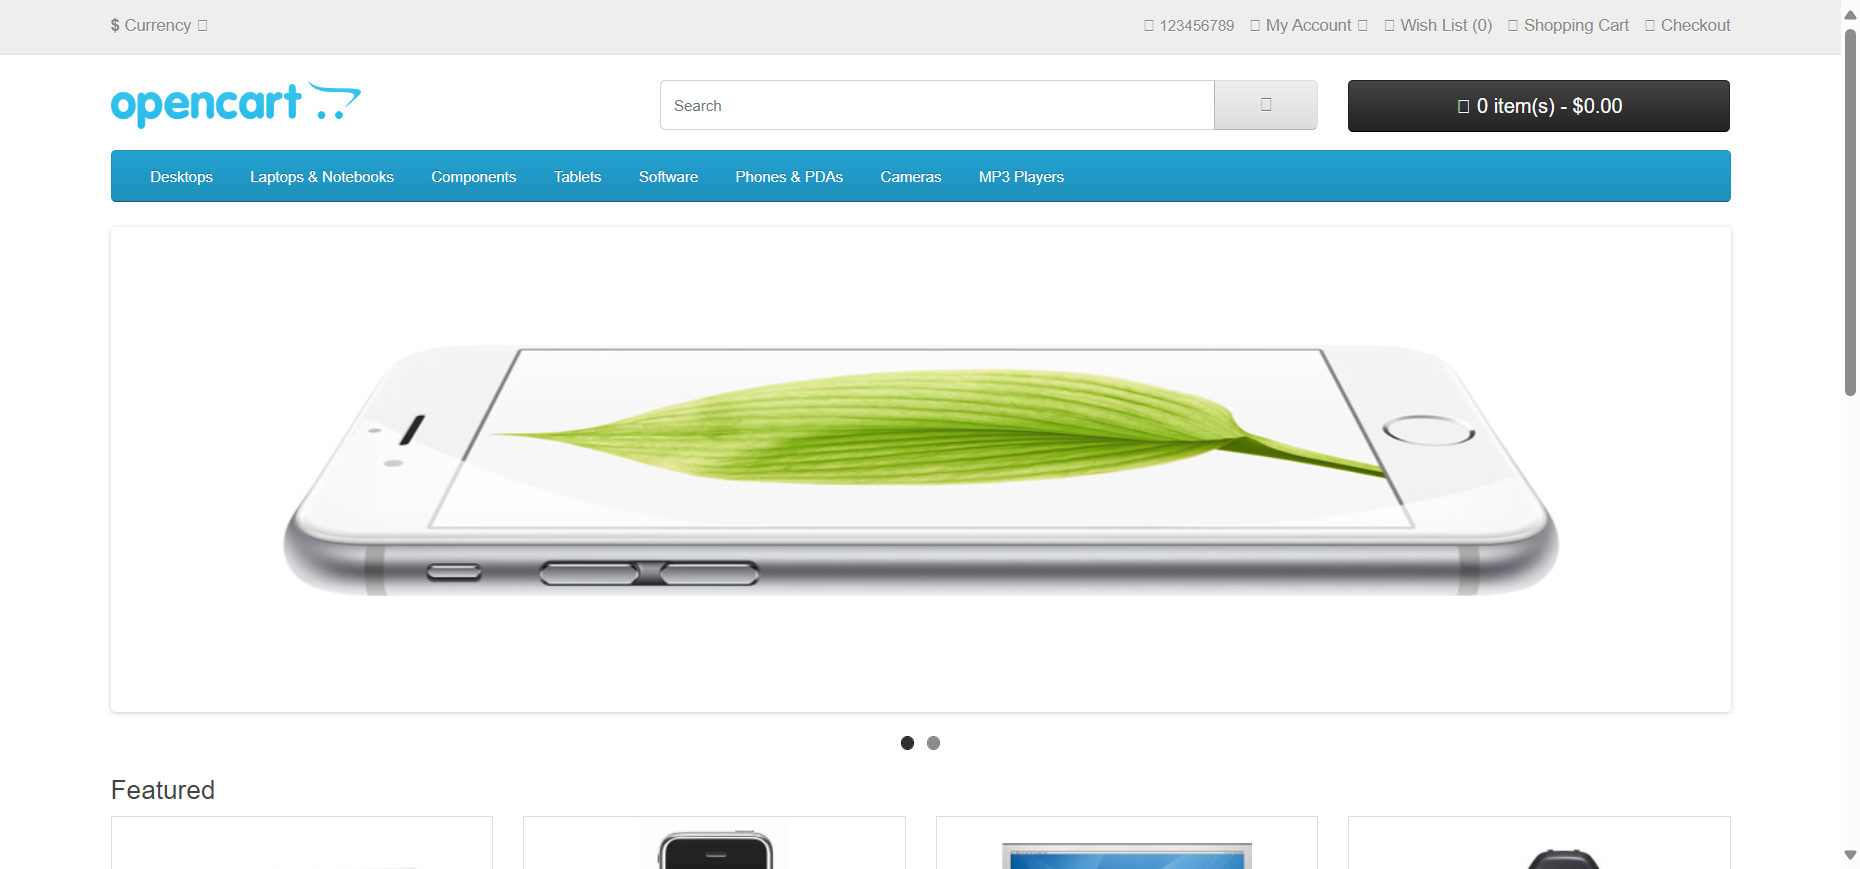 $ Currency
123456789 My Account Wish List (0) Shopping Cart Checkout
opencart
Search
0 item(s) - $0.00
Desktops Laptops & Notebooks Components Tablets Software Phones & PDAs Cameras MP3 Players
Featured